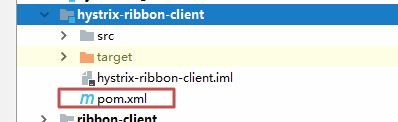 hystrix-ribbon-client
src
target
hystrix-ribbon-client.iml
pom.xml
ribbon-client